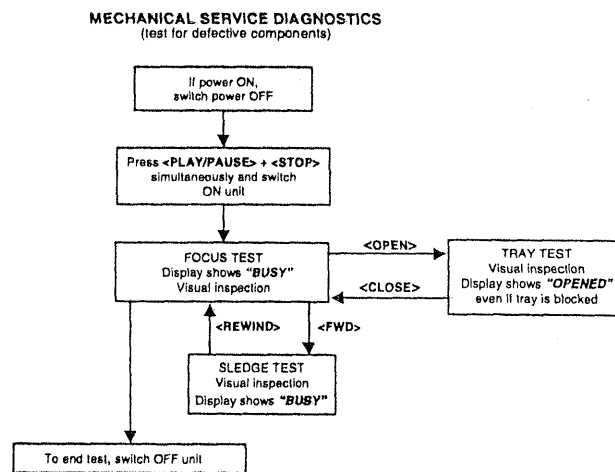 MECHANICAL SERVICE DIAGNOSTICS
(test for defective components)
If power ON,
switch power OFF
Press <PLAY/PAUSE> + <STOP>
simultaneously and switch
ON unit
FOCUS TEST
Display shows "BUSY"
Visual inspection
<OPEN>
<CLOSE>
TRAY TEST
Visual inspection
Display shows "OPENED"
even if tray is blocked
<REWIND>
<FWD>
SLEDGE TEST
Visual inspection
Display shows "BUSY"
To end test, switch OFF unit